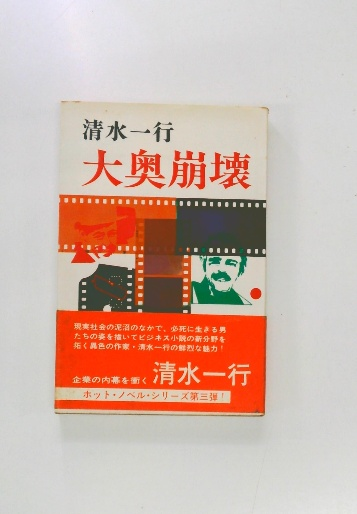 清水一行
大奥崩壊
現実社会の泥沼のなかで、必死に生きる男
たちの姿を描いてビジネス小説の新分野を
拓く異色の作家・清水一行の鮮烈な魅力！
企業の内幕を衝く 清水一行
ホット・ノベル・シリーズ第三弾！